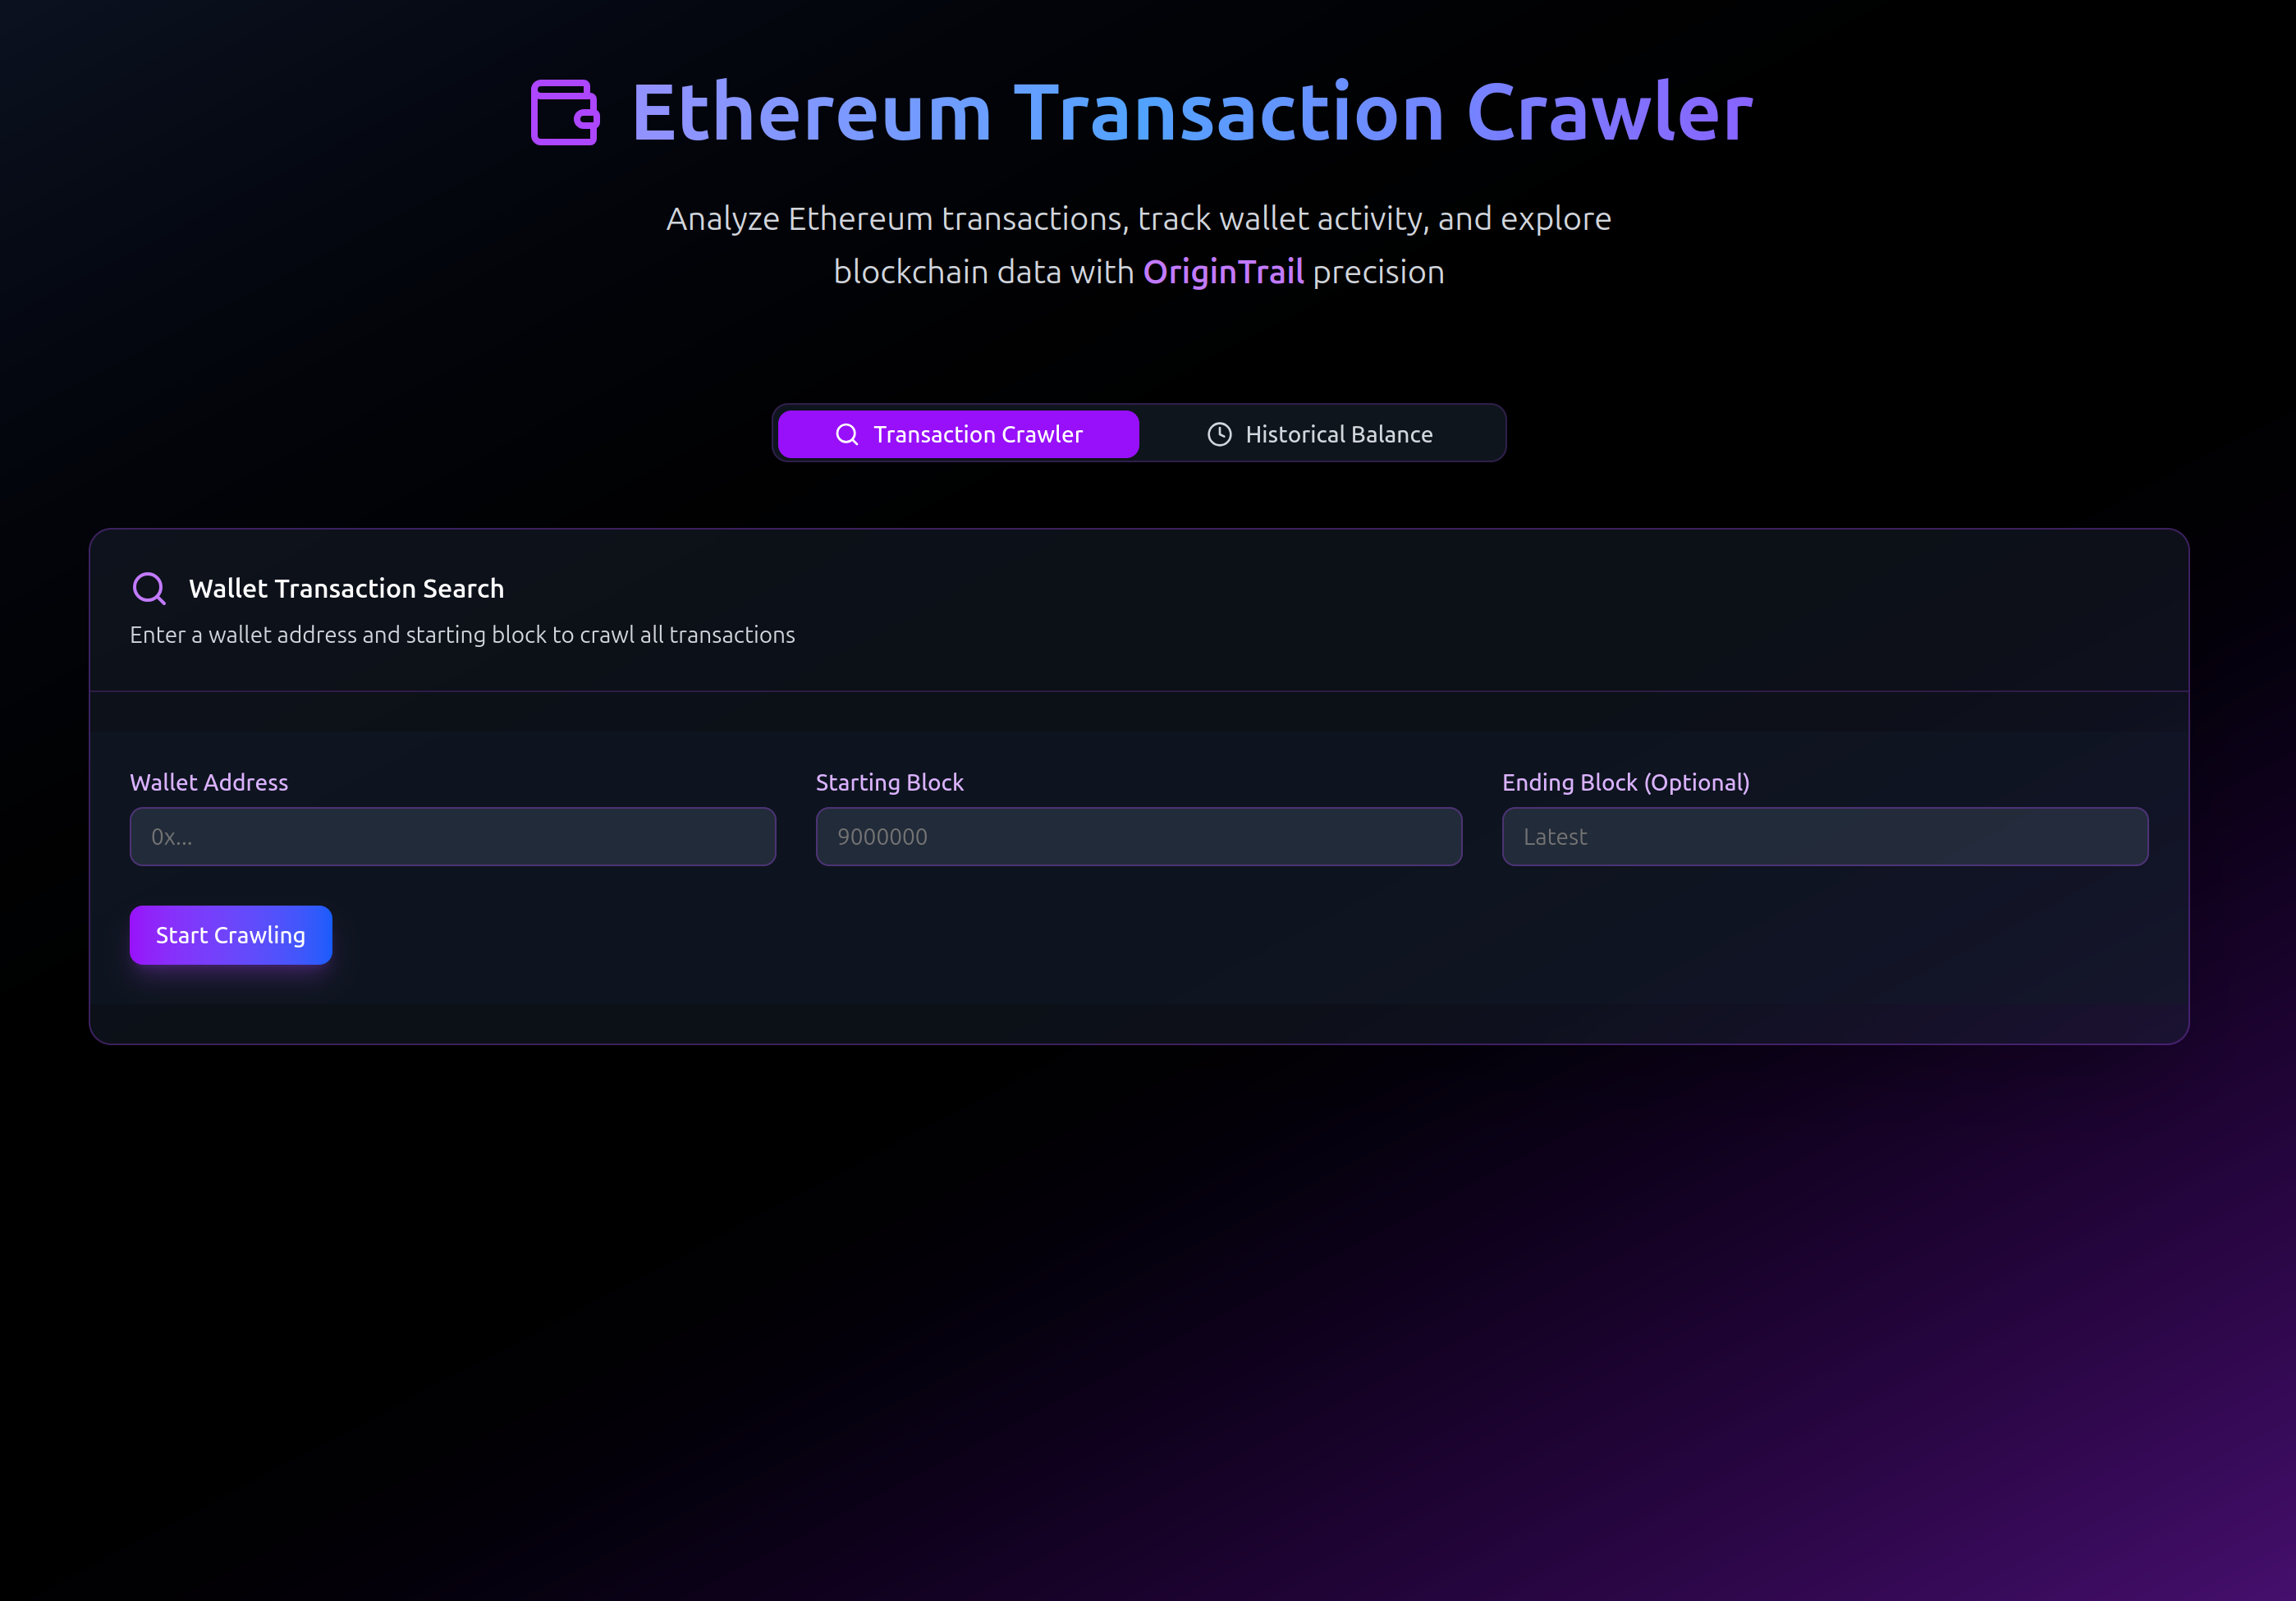 Ethereum Transaction Crawler
Analyze Ethereum transactions, track wallet activity, and explore
blockchain data with OriginTrail precision
Transaction Crawler
Historical Balance
Wallet Transaction Search
Enter a wallet address and starting block to crawl all transactions
Wallet Address
Starting Block
Ending Block (Optional)
0x...
9000000
Latest
Start Crawling